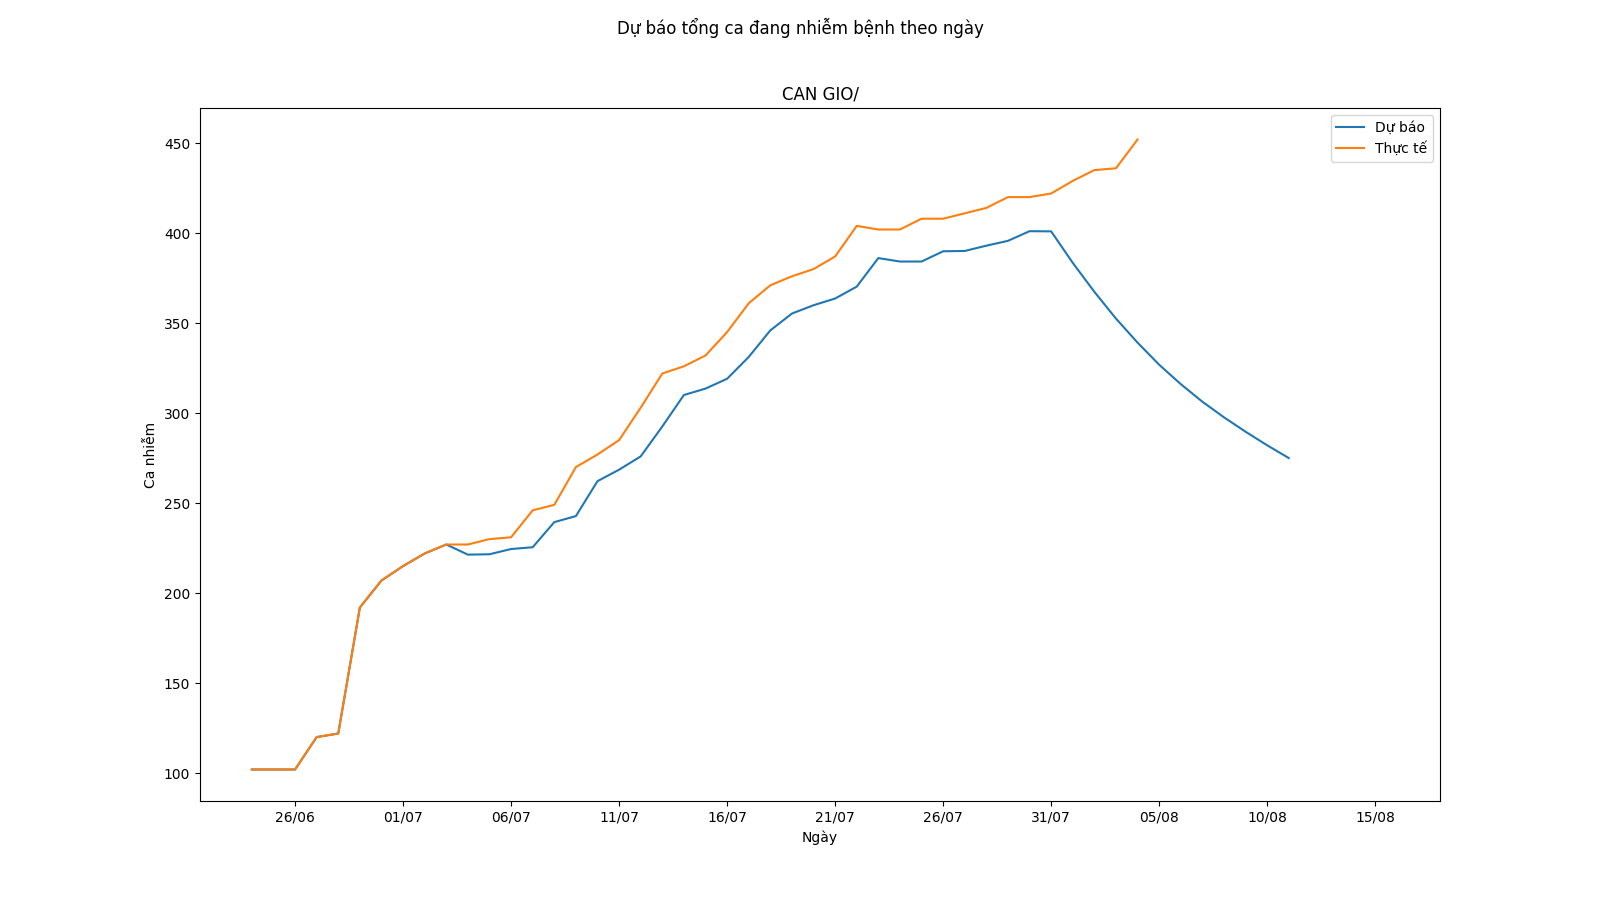 Dự báo tổng ca đang nhiễm bệnh theo ngày
CAN GIO/
Dự báo
Thực tế
Ca nhiễm
450
400
350
300
250
200
150
100
26/06 01/07 06/07 11/07 16/07 21/07 26/07 31/07 05/08 10/08 15/08
Ngày